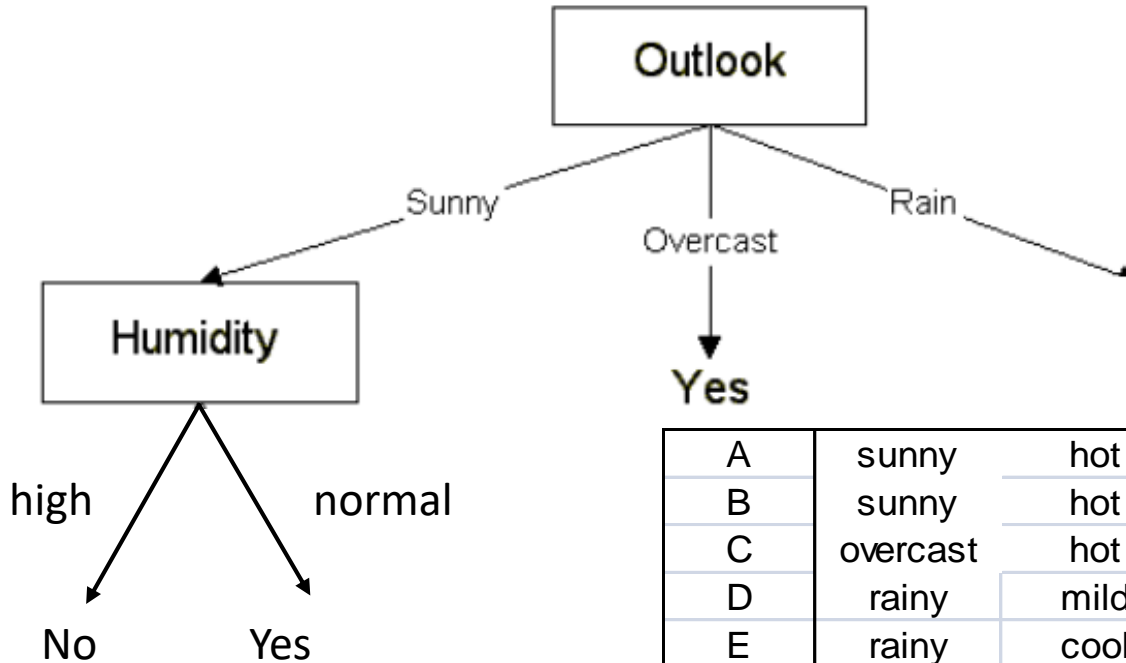 Outlook
Sunny
Overcast
Rain
Humidity
Yes
high
normal
No
Yes
A sunny hot
B sunny hot
C overcast hot
D rainy mild
E rainy cool